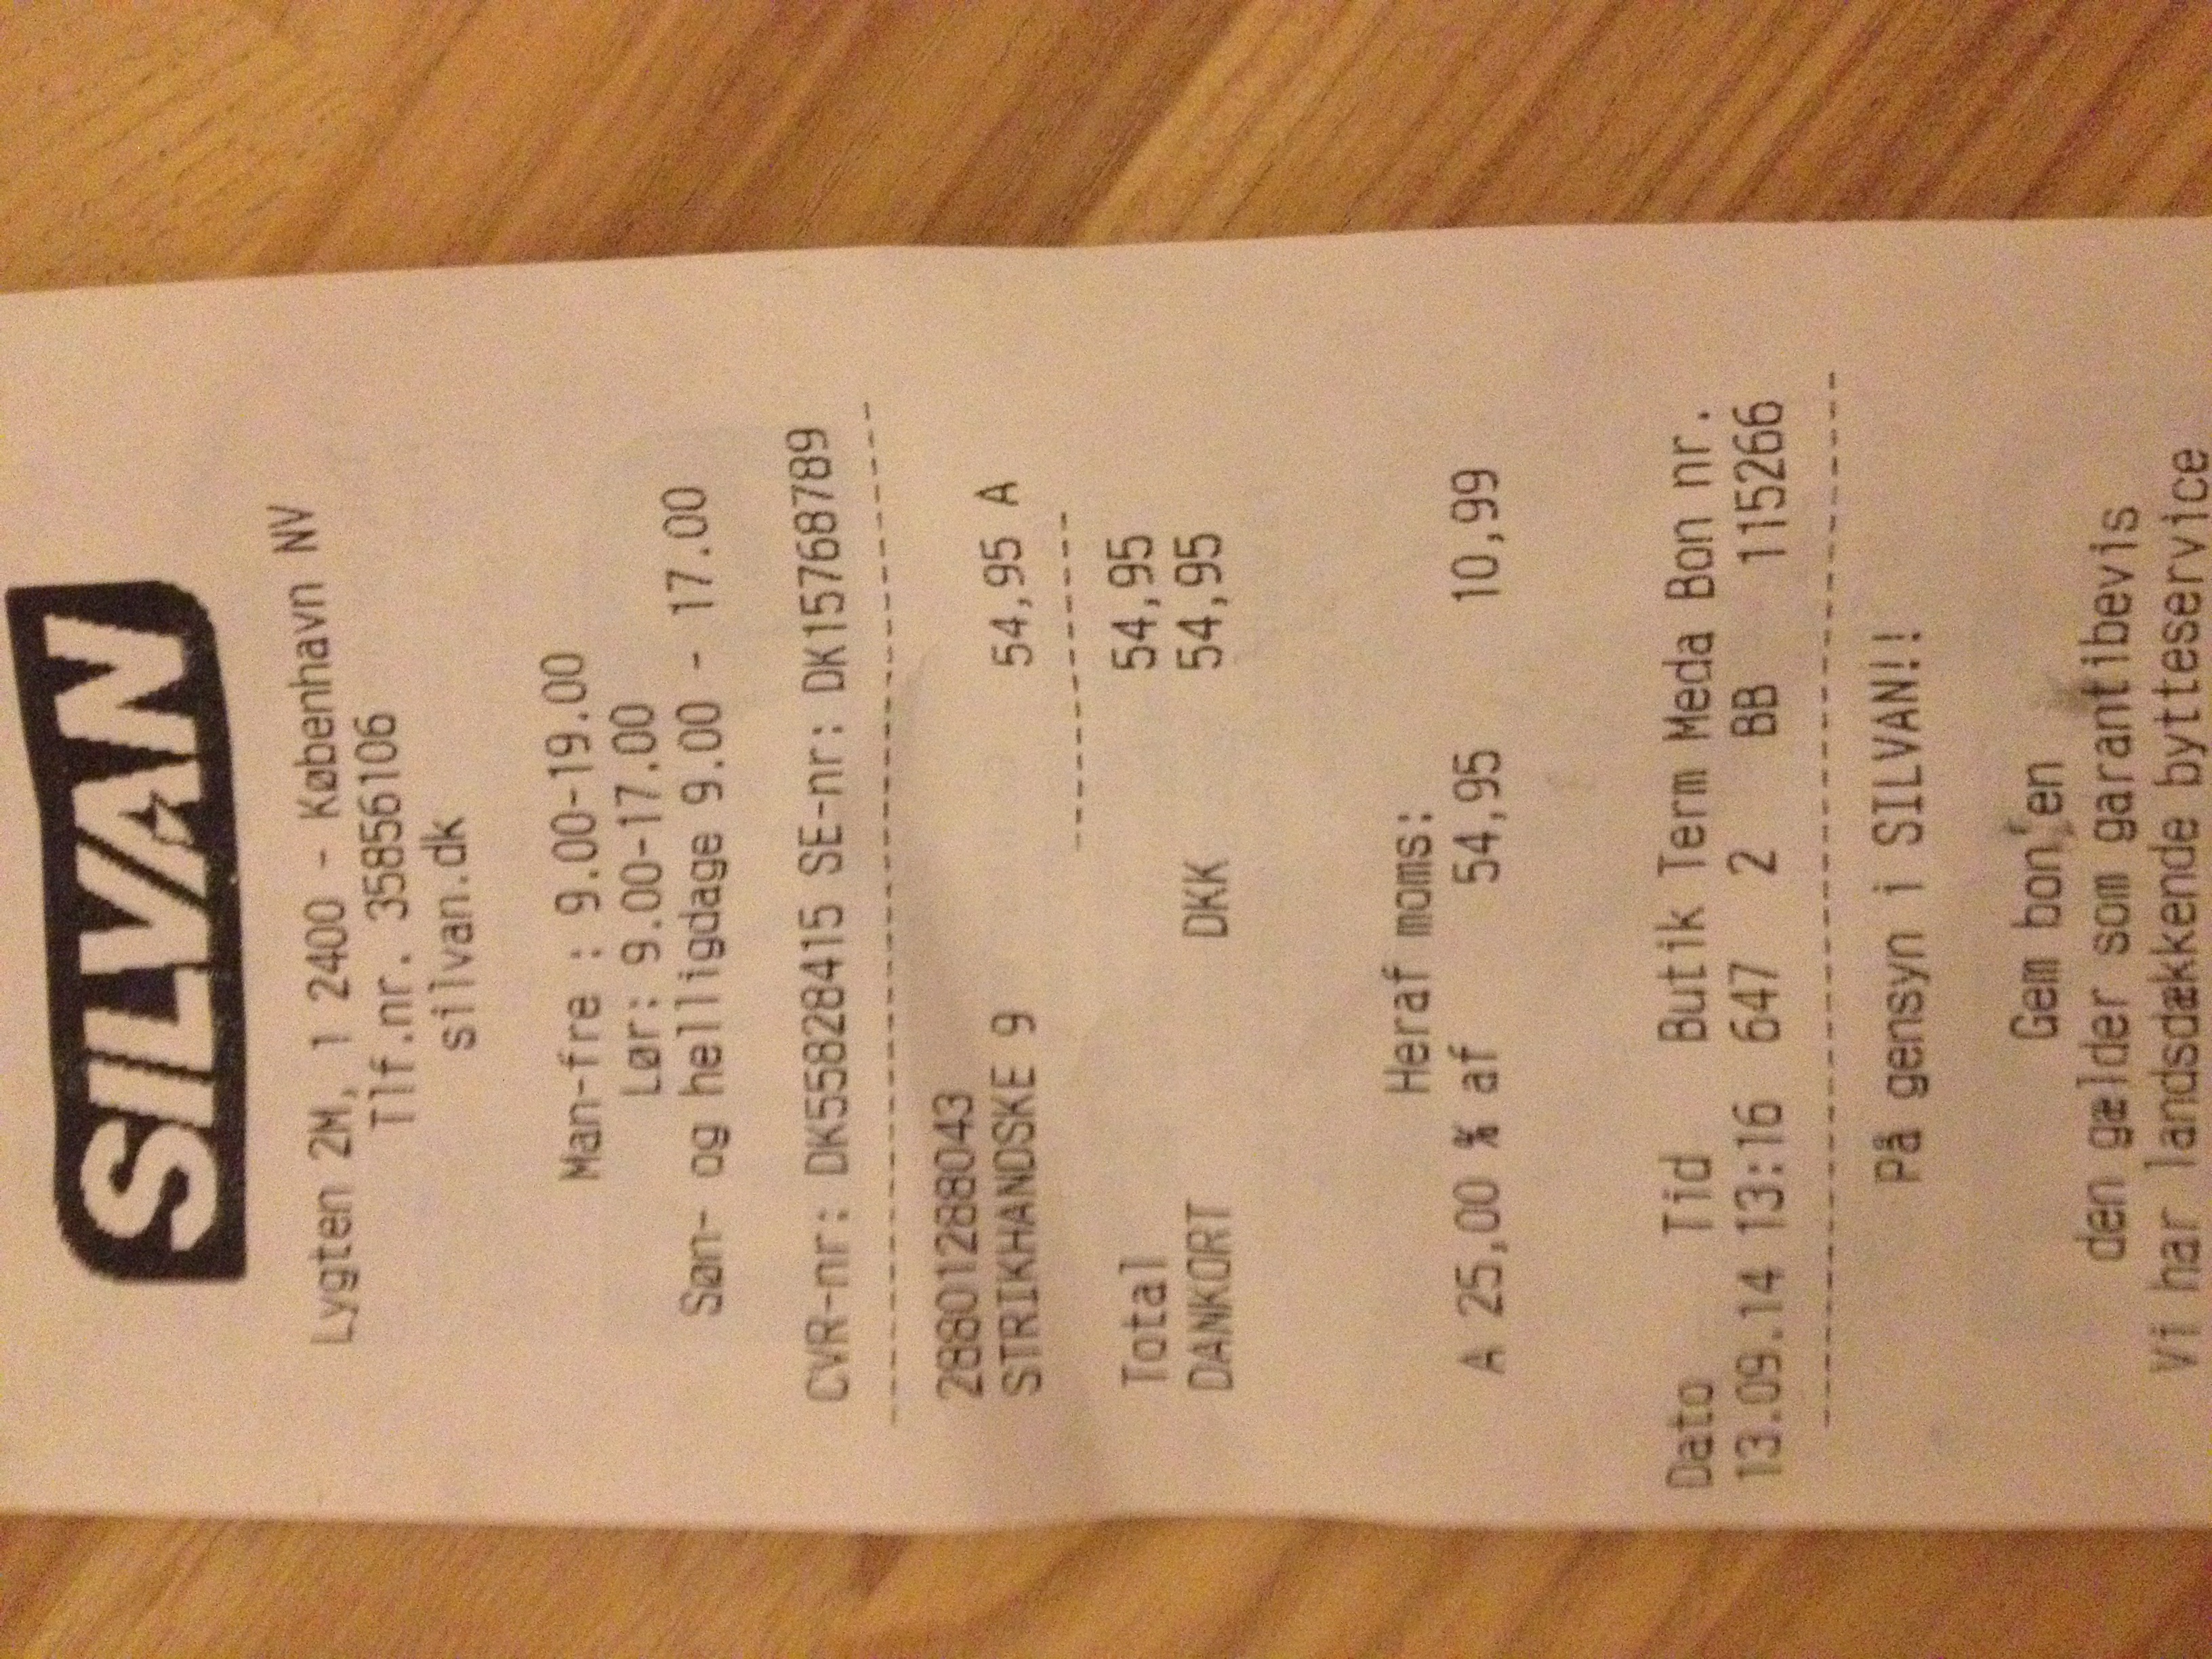 SILVAN
Lygten 2M, 1 2400 - København NV
Tlf.nr. 35856106
silvan.dk
Man-fre : 9.00-19.00
Lør: 9.00-17.00
Søn- og helligdage 9.00 - 17.00
CVR-nr: DK55828415 SE-nr: DK15768789
28801288043
STRIKHANDSKE 9 54,95 A
Total 54,95
DANKORT DKK 54,95
Heraf moms:
A 25,00 % af 54,95 10,99
Dato Tid Butik Term Meda Bon nr.
13.09.14 13:16 647 2 BB 115266
På gensyn i SILVAN!!
Gem bon'en
den gælder som garantibevis
Vi har landsdækkende bytteservice